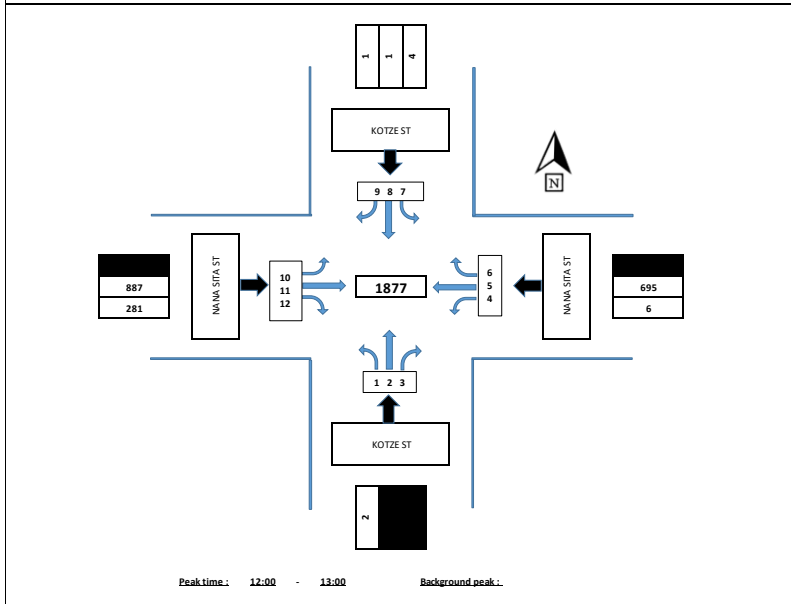 1 1 4
KOTZE ST
N
9 8 7
887
281
NANA SITA ST
10
11
12
1877
6
5
4
NANA SITA ST
695
6
1 2 3
KOTZE ST
2
Peak time : 12:00 - 13:00 Background peak :